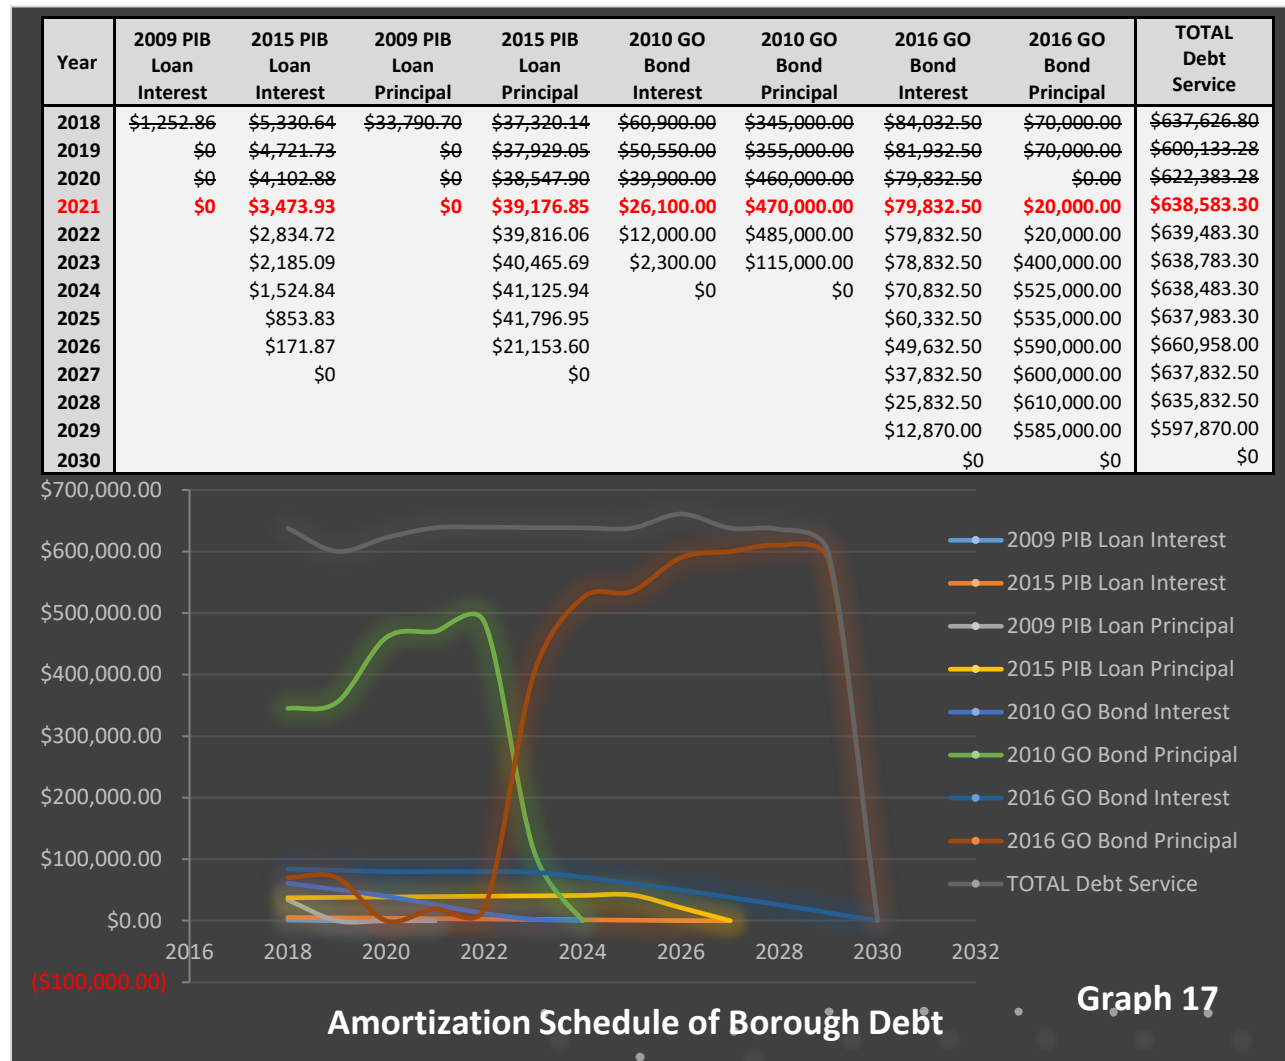 Year 2009 PIB Loan Interest 2015 PIB Loan Interest 2009 PIB Loan Principal 2015 PIB Loan Principal 2010 GO Bond Interest 2010 GO Bond Principal 2016 GO Bond Interest 2016 GO Bond Principal TOTAL Debt Service
2018 $1,252.86 $5,330.64 $33,790.70 $37,320.14 $60,900.00 $345,000.00 $84,032.50 $70,000.00 $637,626.80
2019 $0 $4,721.73 $0 $37,929.05 $50,550.00 $355,000.00 $81,932.50 $70,000.00 $600,133.28
2020 $0 $4,102.88 $0 $38,547.90 $39,900.00 $460,000.00 $79,832.50 $0.00 $622,383.28
2021 $0 $3,473.93 $0 $39,176.85 $26,100.00 $470,000.00 $79,832.50 $20,000.00 $638,583.30
2022 $2,834.72 $39,816.06 $12,000.00 $485,000.00 $79,832.50 $20,000.00 $639,483.30
2023 $2,185.09 $40,465.69 $2,300.00 $115,000.00 $78,832.50 $400,000.00 $638,783.30
2024 $1,524.84 $41,125.94 $0 $0 $70,832.50 $525,000.00 $638,483.30
2025 $853.83 $41,796.95 $60,332.50 $535,000.00 $637,983.30
2026 $171.87 $21,153.60 $49,632.50 $590,000.00 $660,958.00
2027 $0 $0 $37,832.50 $600,000.00 $637,832.50
2028 $25,832.50 $610,000.00 $635,832.50
2029 $12,870.00 $585,000.00 $597,870.00
2030 $0 $0 $0
$700,000.00
$600,000.00
$500,000.00
$400,000.00
$300,000.00
$200,000.00
$100,000.00
$0.00
($100,000.00)
2016 2018 2020 2022 2024 2026 2028 2030 2032
2009 PIB Loan Interest
2015 PIB Loan Interest
2009 PIB Loan Principal
2015 PIB Loan Principal
2010 GO Bond Interest
2010 GO Bond Principal
2016 GO Bond Interest
2016 GO Bond Principal
TOTAL Debt Service
Graph 17
Amortization Schedule of Borough Debt